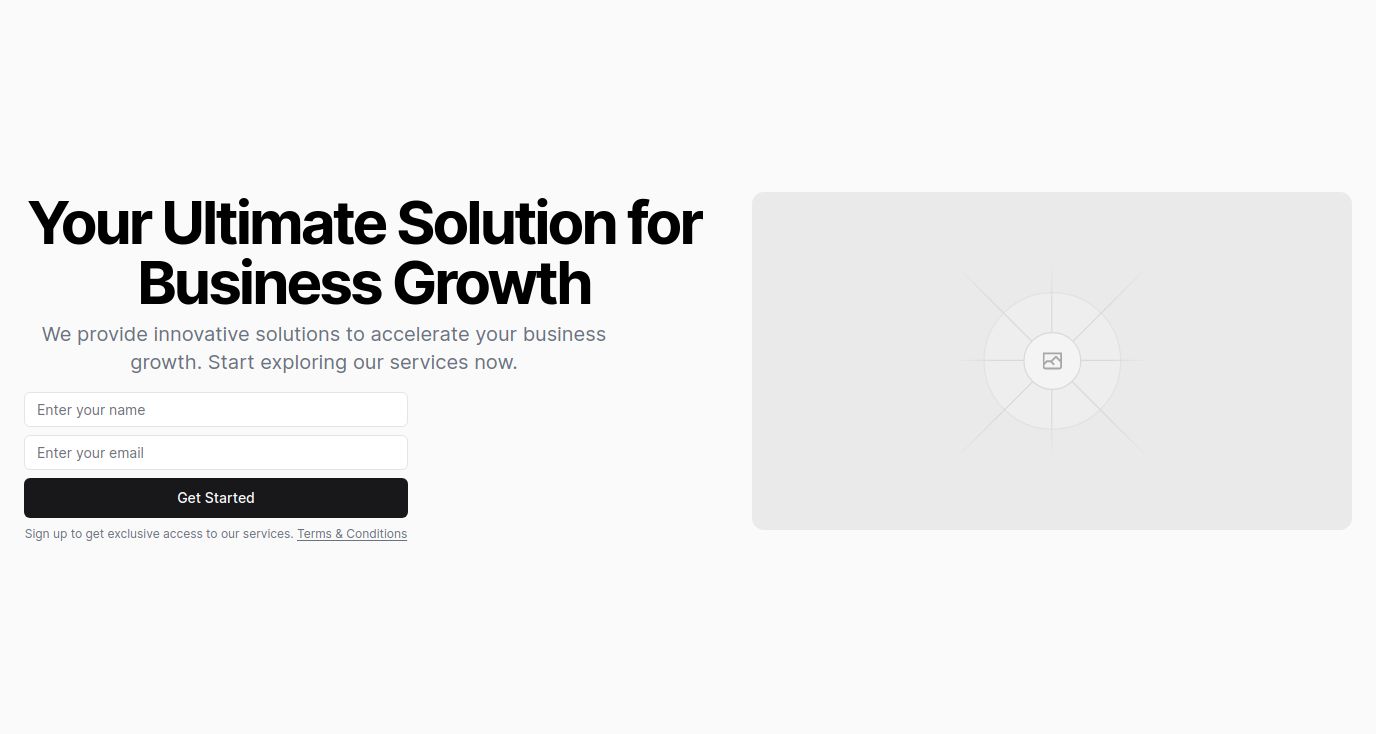 Your Ultimate Solution for
Business Growth
We provide innovative solutions to accelerate your business
growth. Start exploring our services now.
Enter your name
Enter your email
Get Started
Sign up to get exclusive access to our services. Terms & Conditions